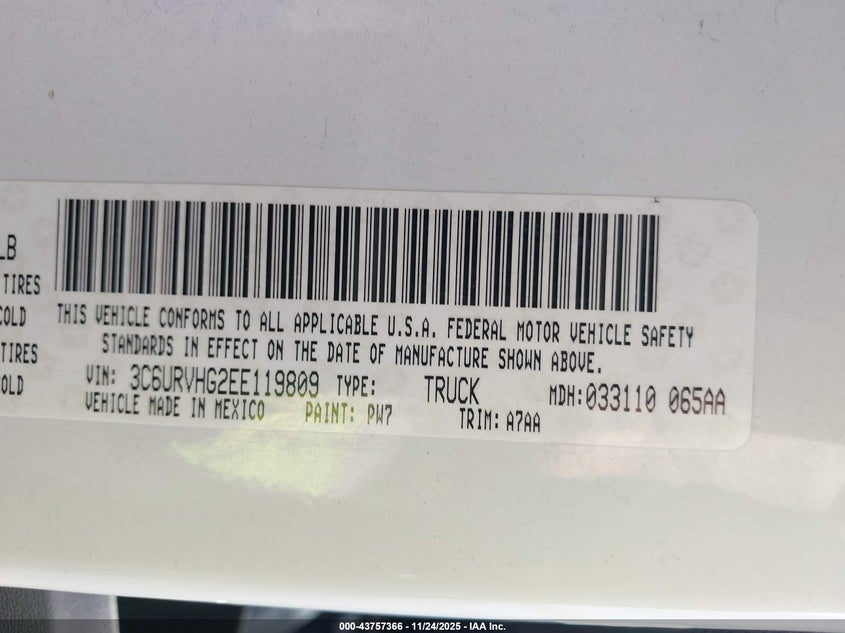 LB
TIRES
COLD
TIRES
COLD
THIS VEHICLE CONFORMS TO ALL APPLICABLE U.S.A. FEDERAL MOTOR VEHICLE SAFETY
STANDARDS IN EFFECT ON THE DATE OF MANUFACTURE SHOWN ABOVE.
VIN: 3C6URVHG2EE119809 TYPE: TRUCK MDH:033110 065AA
VEHICLE MADE IN MEXICO PAINT: PW7 TRIM: A7AA
000-43757366 - 11/24/2025 - IAA Inc.